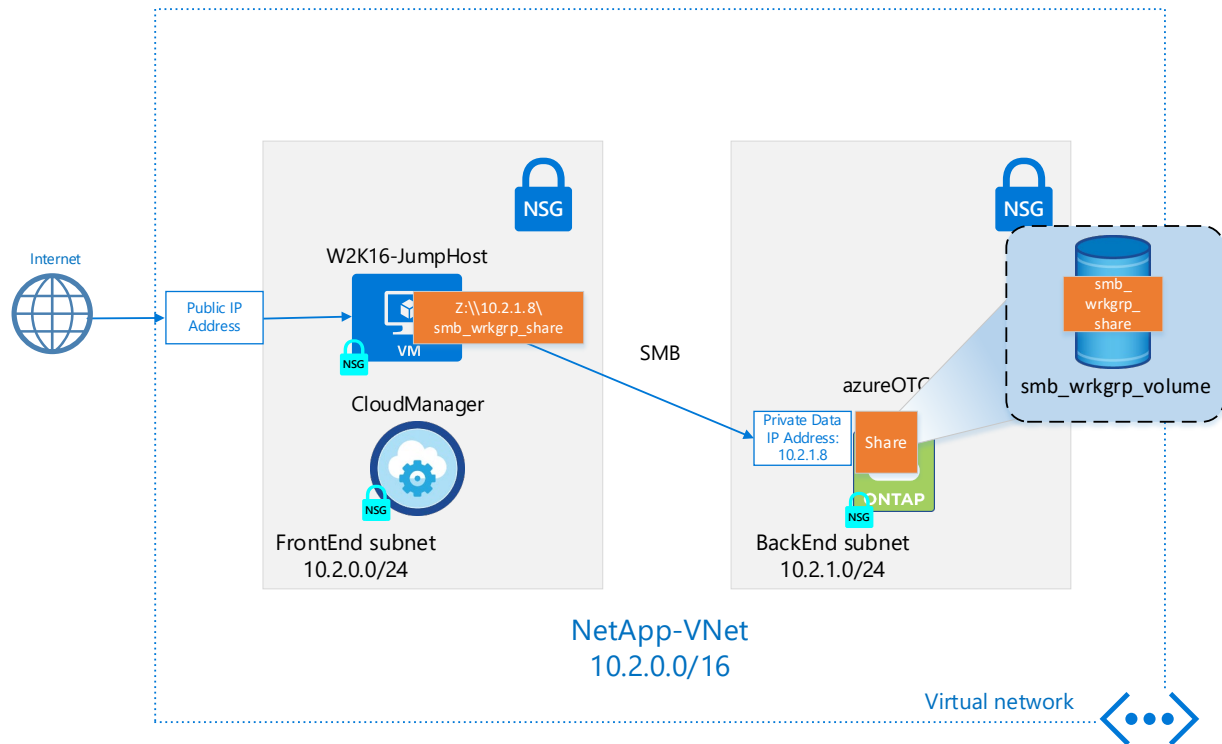 NSG
NSG
W2K16-JumpHost
Internet
Public IP
Address
Z:\\10.2.1.8\
smb_wrkgrp_share
VM
NSG
SMB
smb_
wrkgrp_
share
smb_wrkgrp_volume
azureOTC
CloudManager
Private Data
IP Address:
10.2.1.8
Share
ONTAP
NSG
NSG
FrontEnd subnet
10.2.0.0/24
BackEnd subnet
10.2.1.0/24
NetApp-VNet
10.2.0.0/16
Virtual network